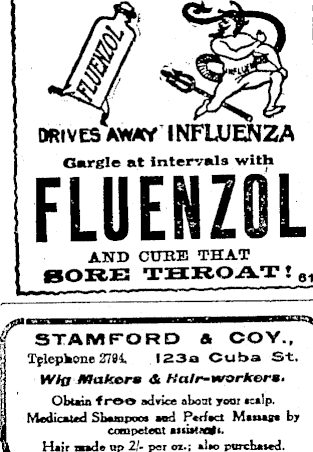 FLUENZOL
INFLUENZA
DRIVES AWAY INFLUENZA
Gargle at intervals with
FLUENZOL
AND CURE THAT
SORE THROAT! 61
STAMFORD & COY.,
Telephone 2794. 123a Cuba St.
Wig Makers & Hair-workers.
Obtain free advice about your scalp.
Medicated Shampoos and Perfect Massage by
competent assistants.
Hair made up 2/- per oz.; also purchased.